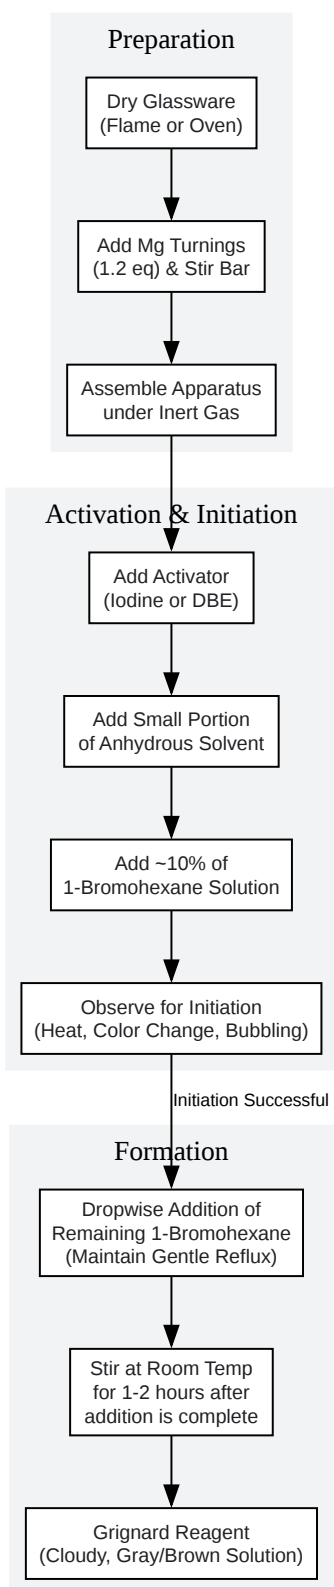 Preparation
Dry Glassware
(Flame or Oven)
Add Mg Turnings
(1.2 eq) & Stir Bar
Assemble Apparatus
under Inert Gas
Activation & Initiation
Add Activator
(Iodine or DBE)
Add Small Portion
of Anhydrous Solvent
Add ~10% of
1-Bromohexane Solution
Observe for Initiation
(Heat, Color Change, Bubbling)
Initiation Successful
Formation
Dropwise Addition of
Remaining 1-Bromohexane
(Maintain Gentle Reflux)
Stir at Room Temp
for 1-2 hours after
addition is complete
Grignard Reagent
(Cloudy, Gray/Brown Solution)